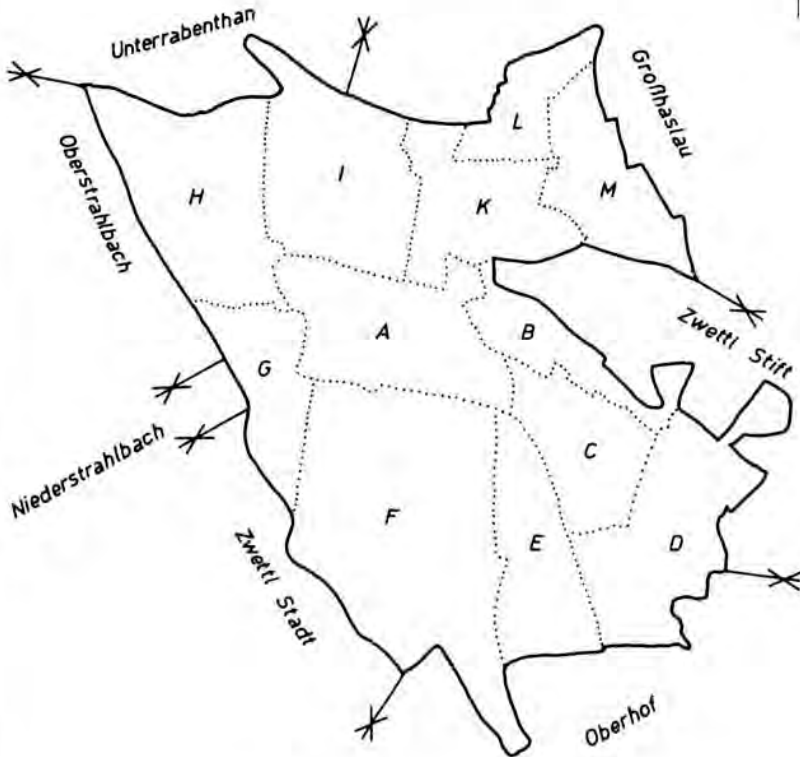 Unterrabenthan
Großhaslau
Oberstrahlbach
L
H
I
K
M
Zwettl Stift
A
B
G
Niederstrahlbach
C
F
E
D
Zwettl Stadt
Oberhof